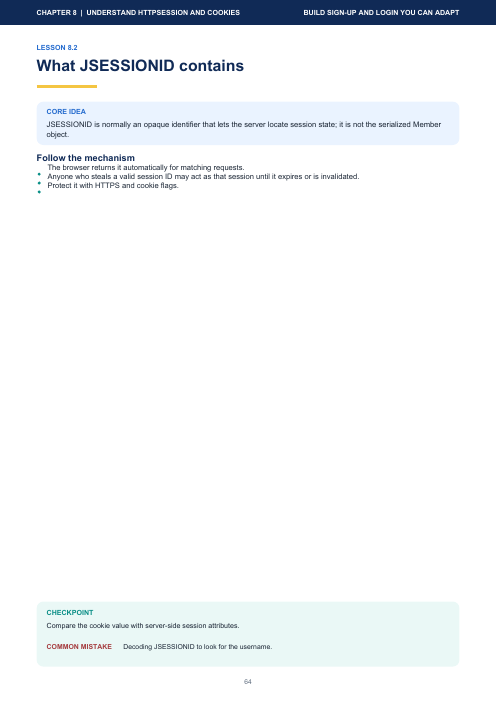 CHAPTER 8 | UNDERSTAND HTTPSESSION AND COOKIES
BUILD SIGN-UP AND LOGIN YOU CAN ADAPT
LESSON 8.2
What JSESSIONID contains
CORE IDEA
JSESSIONID is normally an opaque identifier that lets the server locate session state; it is not the serialized Member
object.
Follow the mechanism
The browser returns it automatically for matching requests.
Anyone who steals a valid session ID may act as that session until it expires or is invalidated.
Protect it with HTTPS and cookie flags.
CHECKPOINT
Compare the cookie value with server-side session attributes.
COMMON MISTAKE Decoding JSESSIONID to look for the username.
64